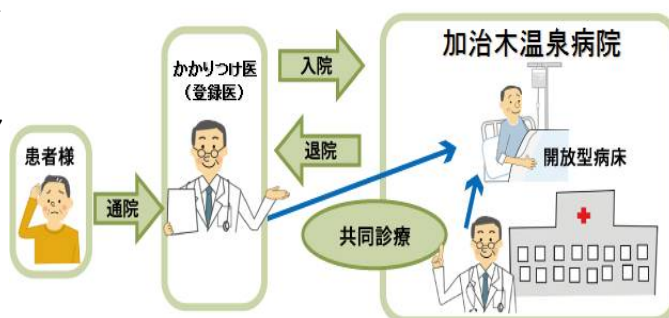 患者様
通院
かかりつけ医
(登録医)
入院
退院
加治木温泉病院
開放型病床
共同診療